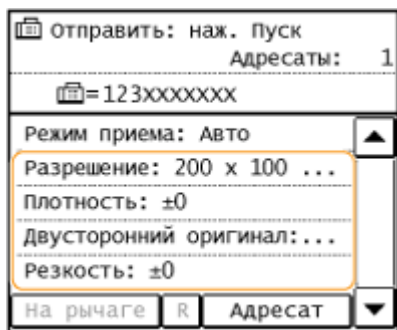 Отправить: наж. Пуск
Адресаты: 1
=123xxxxxxx
Режим приема: Авто
Разрешение: 200 x 100 ...
Плотность: ±0
Двусторонний оригинал:...
Резкость: ±0
На рычаге R Адресат